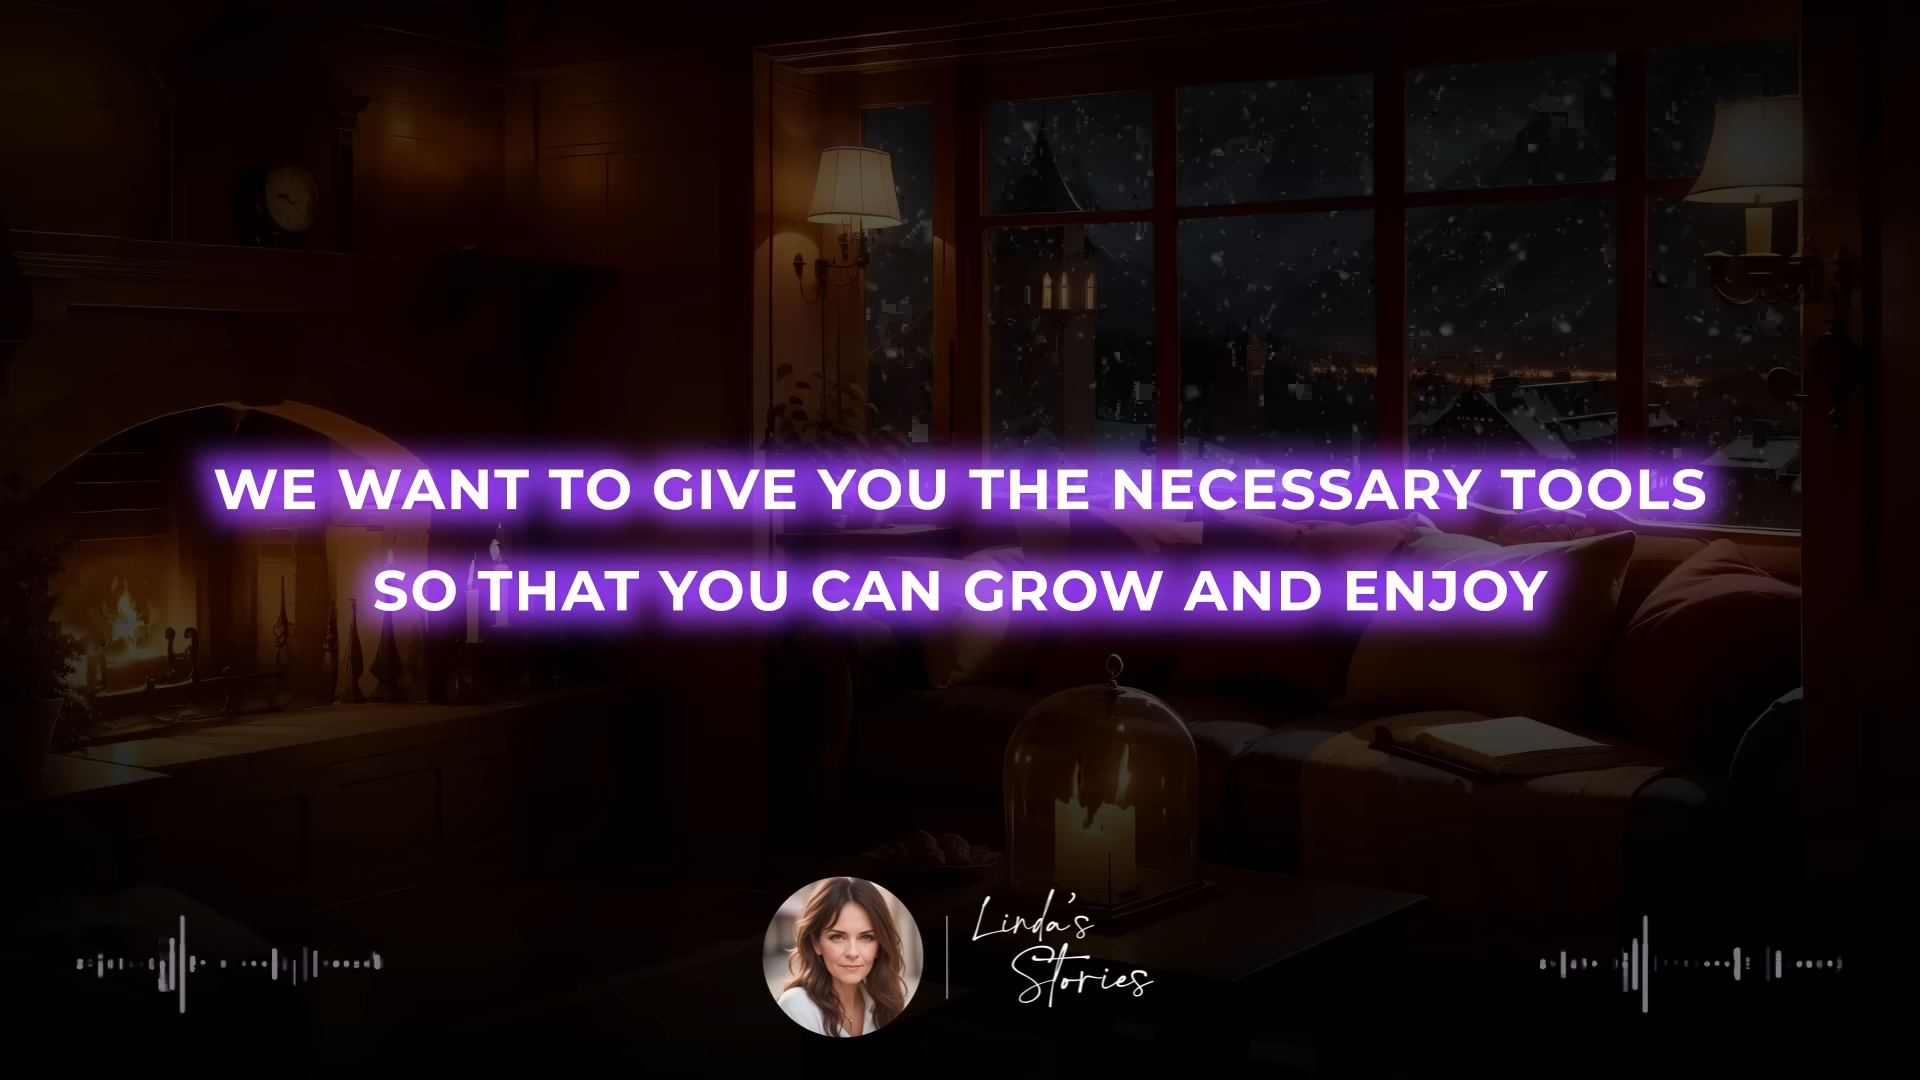 WE WANT TO GIVE YOU THE NECESSARY TOOLS
SO THAT YOU CAN GROW AND ENJOY
Linda's
Stories